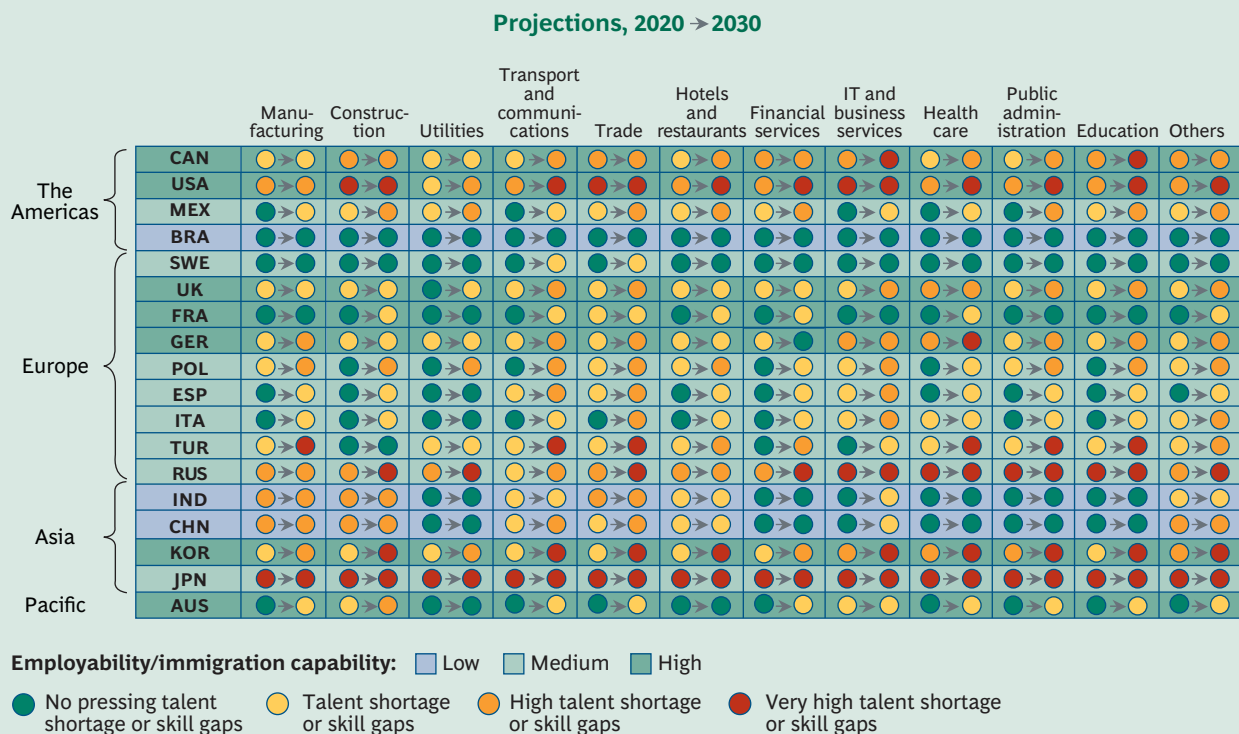 Projections, 2020 → 2030
Manu-
facturing
Construc-
tion
Utilities
Transport
and
communi-
cations
Trade
Hotels
and
restaurants
Financial
services
IT and
business
services
Health
care
Public
admin-
istration
Education
Others
The
Americas
CAN
USA
MEX
BRA
Europe
SWE
UK
FRA
GER
POL
ESP
ITA
TUR
RUS
Asia
IND
CHN
KOR
JPN
Pacific
AUS
Employability/immigration capability: Low Medium High
No pressing talent
shortage or skill gaps
Talent shortage
or skill gaps
High talent shortage
or skill gaps
Very high talent shortage
or skill gaps